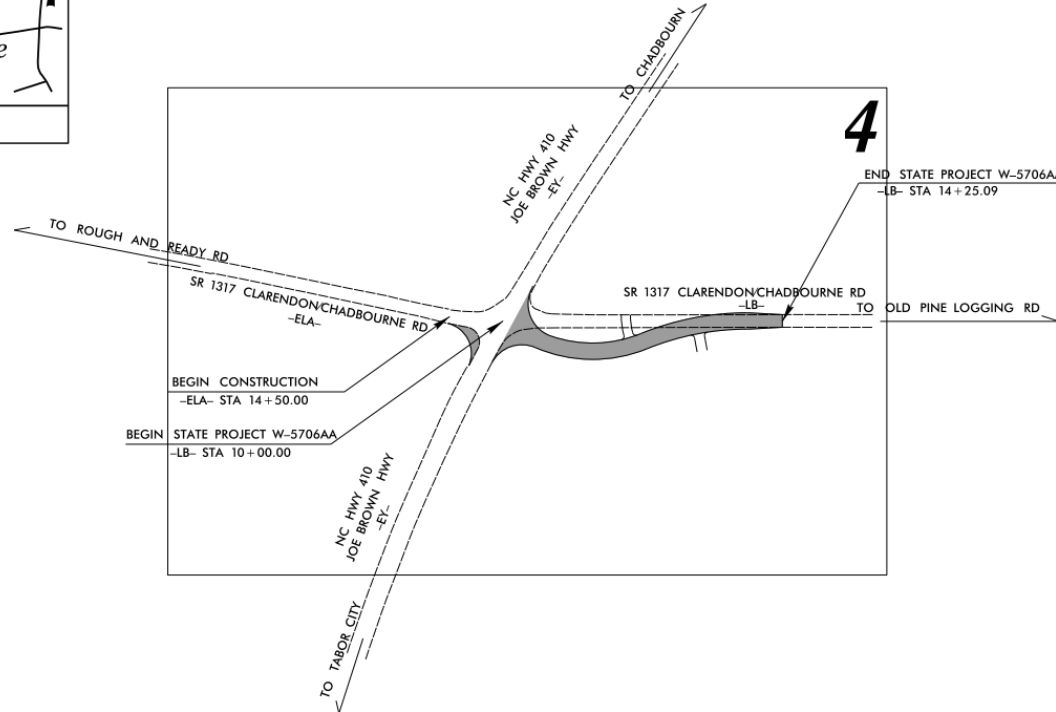 e
TO CHADBOURN
4
NC HWY 410
JOE BROWN HWY
–EY–
END STATE PROJECT W–5706AA
–LB– STA 14+25.09
TO ROUGH AND READY RD
SR 1317 CLARENDON/CHADBOURNE RD
–ELA–
SR 1317 CLARENDON/CHADBOURNE RD
–LB–
TO OLD PINE LOGGING RD
BEGIN CONSTRUCTION
–ELA– STA 14+50.00
BEGIN STATE PROJECT W–5706AA
–LB– STA 10+00.00
NC HWY 410
JOE BROWN HWY
–EY–
TO TABOR CITY